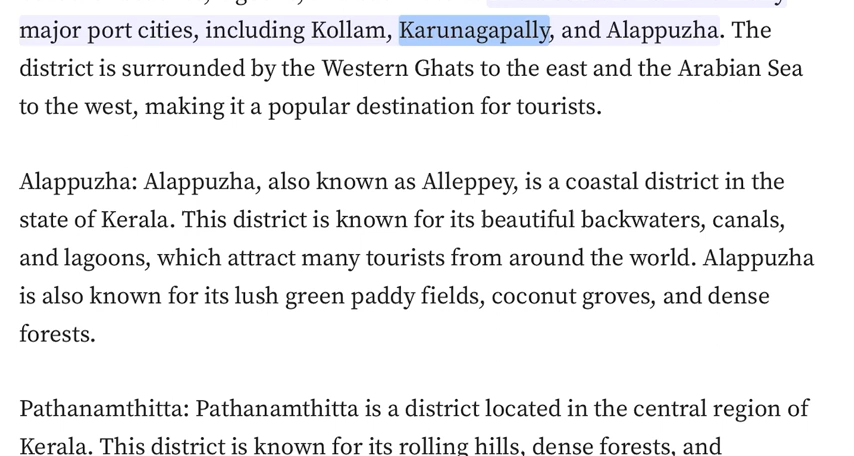 major port cities, including Kollam, Karunagapally, and Alappuzha. The
district is surrounded by the Western Ghats to the east and the Arabian Sea
to the west, making it a popular destination for tourists.
Alappuzha: Alappuzha, also known as Alleppey, is a coastal district in the
state of Kerala. This district is known for its beautiful backwaters, canals,
and lagoons, which attract many tourists from around the world. Alappuzha
is also known for its lush green paddy fields, coconut groves, and dense
forests.
Pathanamthitta: Pathanamthitta is a district located in the central region of
Kerala. This district is known for its rolling hills, dense forests, and